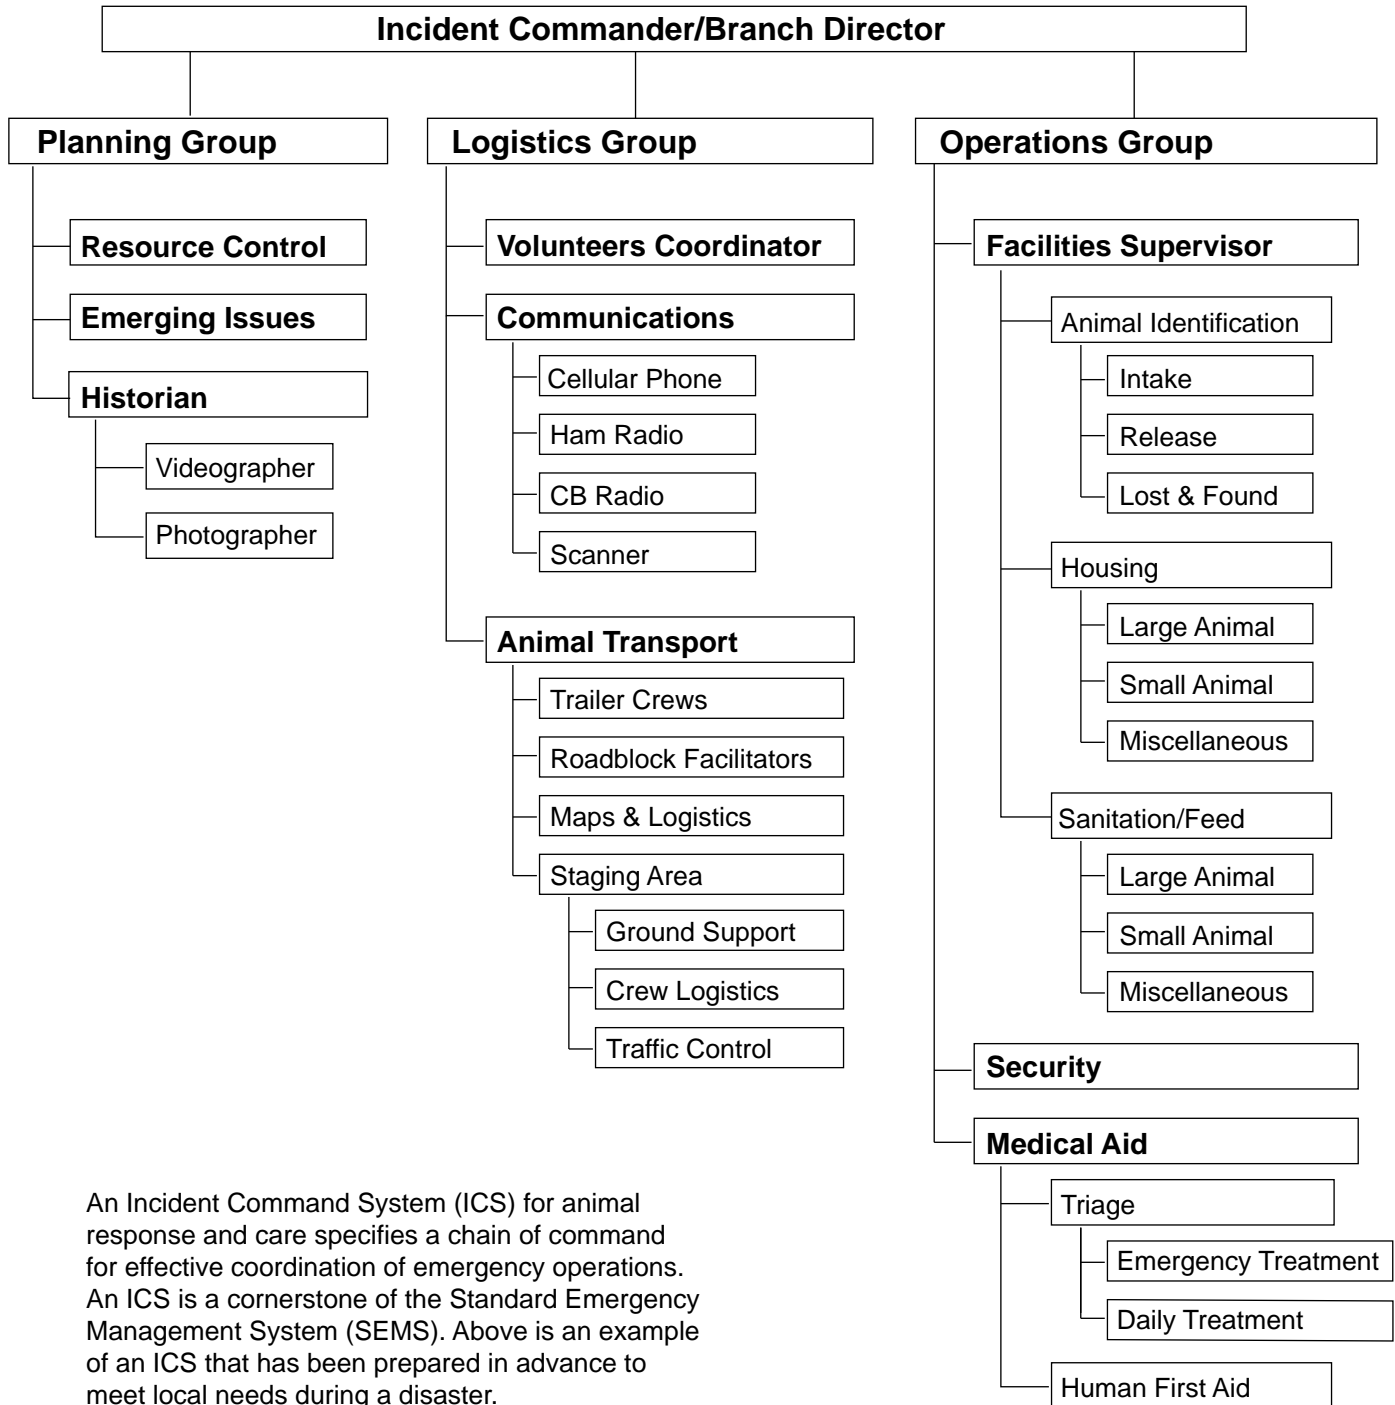 Incident Commander/Branch Director
Planning Group
Resource Control
Emerging Issues
Historian
Videographer
Photographer
Logistics Group
Volunteers Coordinator
Communications
Cellular Phone
Ham Radio
CB Radio
Scanner
Animal Transport
Trailer Crews
Roadblock Facilitators
Maps & Logistics
Staging Area
Ground Support
Crew Logistics
Traffic Control
Operations Group
Facilities Supervisor
Animal Identification
Intake
Release
Lost & Found
Housing
Large Animal
Small Animal
Miscellaneous
Sanitation/Feed
Large Animal
Small Animal
Miscellaneous
Security
Medical Aid
Triage
Emergency Treatment
Daily Treatment
Human First Aid
An Incident Command System (ICS) for animal
response and care specifies a chain of command
for effective coordination of emergency operations.
An ICS is a cornerstone of the Standard Emergency
Management System (SEMS). Above is an example
of an ICS that has been prepared in advance to
meet local needs during a disaster.